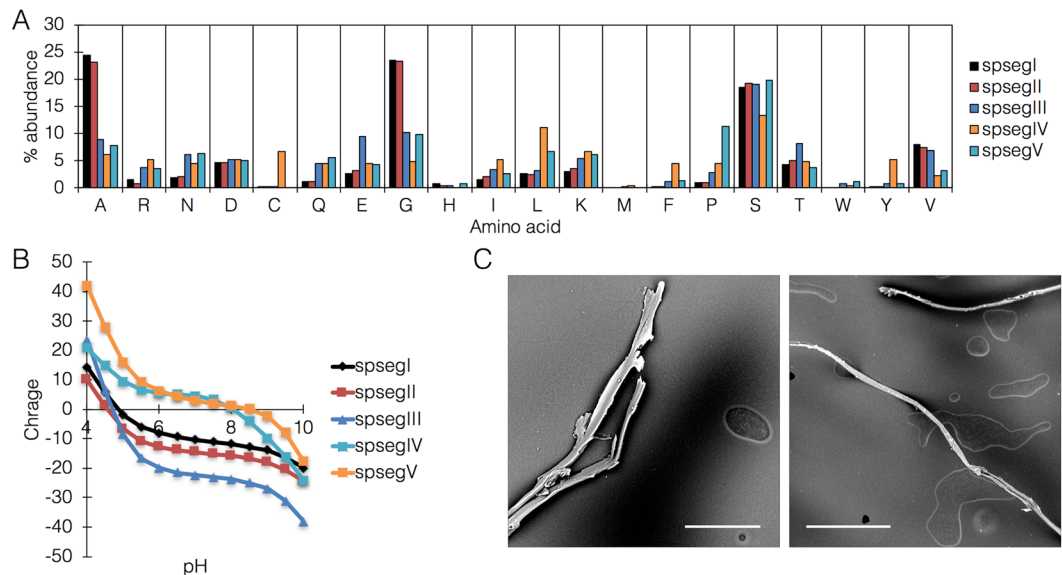 A
30
25
20
15
10
5
0
% abundance
A R N D C Q E G H I L K M F P S T W Y V
Amino acid
spsegI
spsegII
spsegIII
spsegIV
spsegV
B
50
40
30
20
10
0
-10
-20
-30
-40
-50
Chrage
4 6 8 10
pH
spsegI
spsegII
spsegIII
spsegIV
spsegV
C